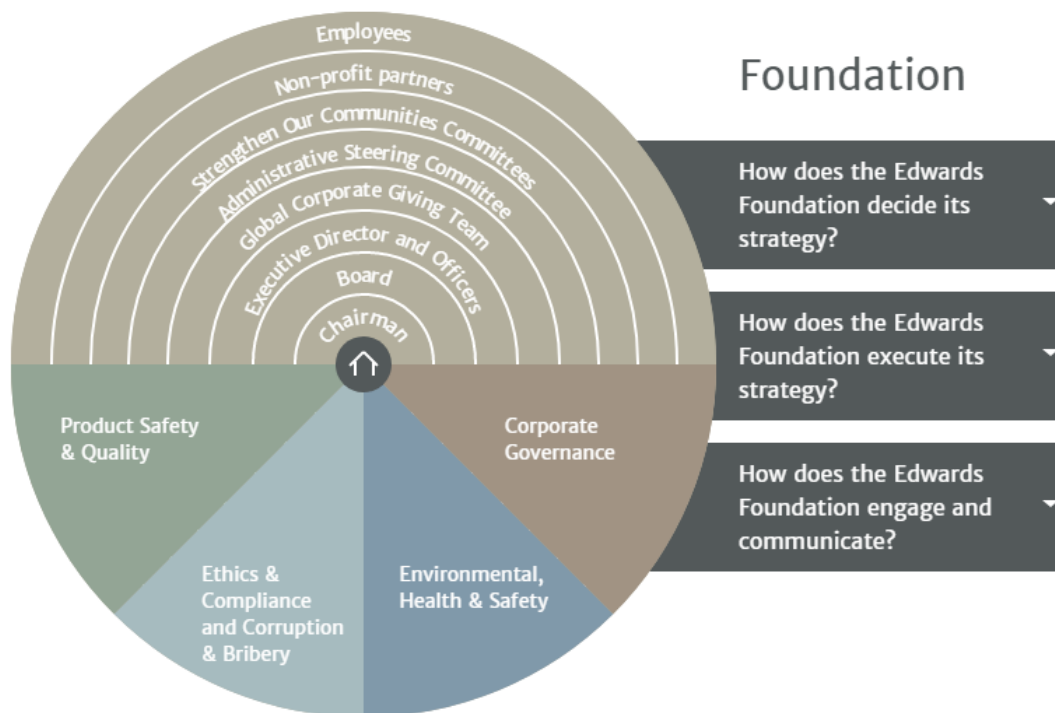 Employees
Non-profit partners
Strengthen Our Communities Committees
Administrative Steering Committee
Global Corporate Giving Team
Executive Director and Officers
Board
Chairman
Product Safety
& Quality
Ethics &
Compliance
and Corruption
& Bribery
Environmental,
Health & Safety
Corporate
Governance
Foundation
How does the Edwards
Foundation decide its
strategy?
How does the Edwards
Foundation execute its
strategy?
How does the Edwards
Foundation engage and
communicate?